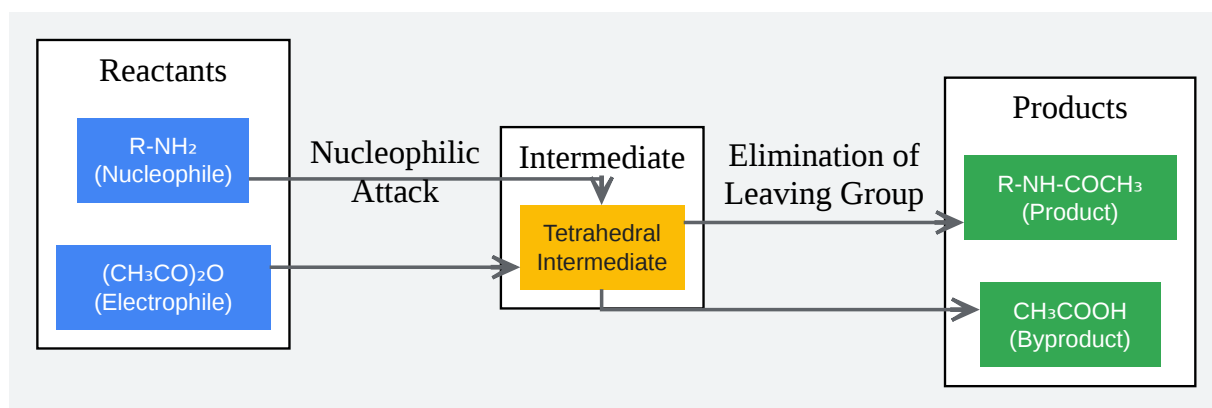 Reactants
R-NH₂
(Nucleophile)
(CH₃CO)₂O
(Electrophile)
Nucleophilic
Attack
Intermediate
Tetrahedral
Intermediate
Elimination of
Leaving Group
Products
R-NH-COCH₃
(Product)
CH₃COOH
(Byproduct)